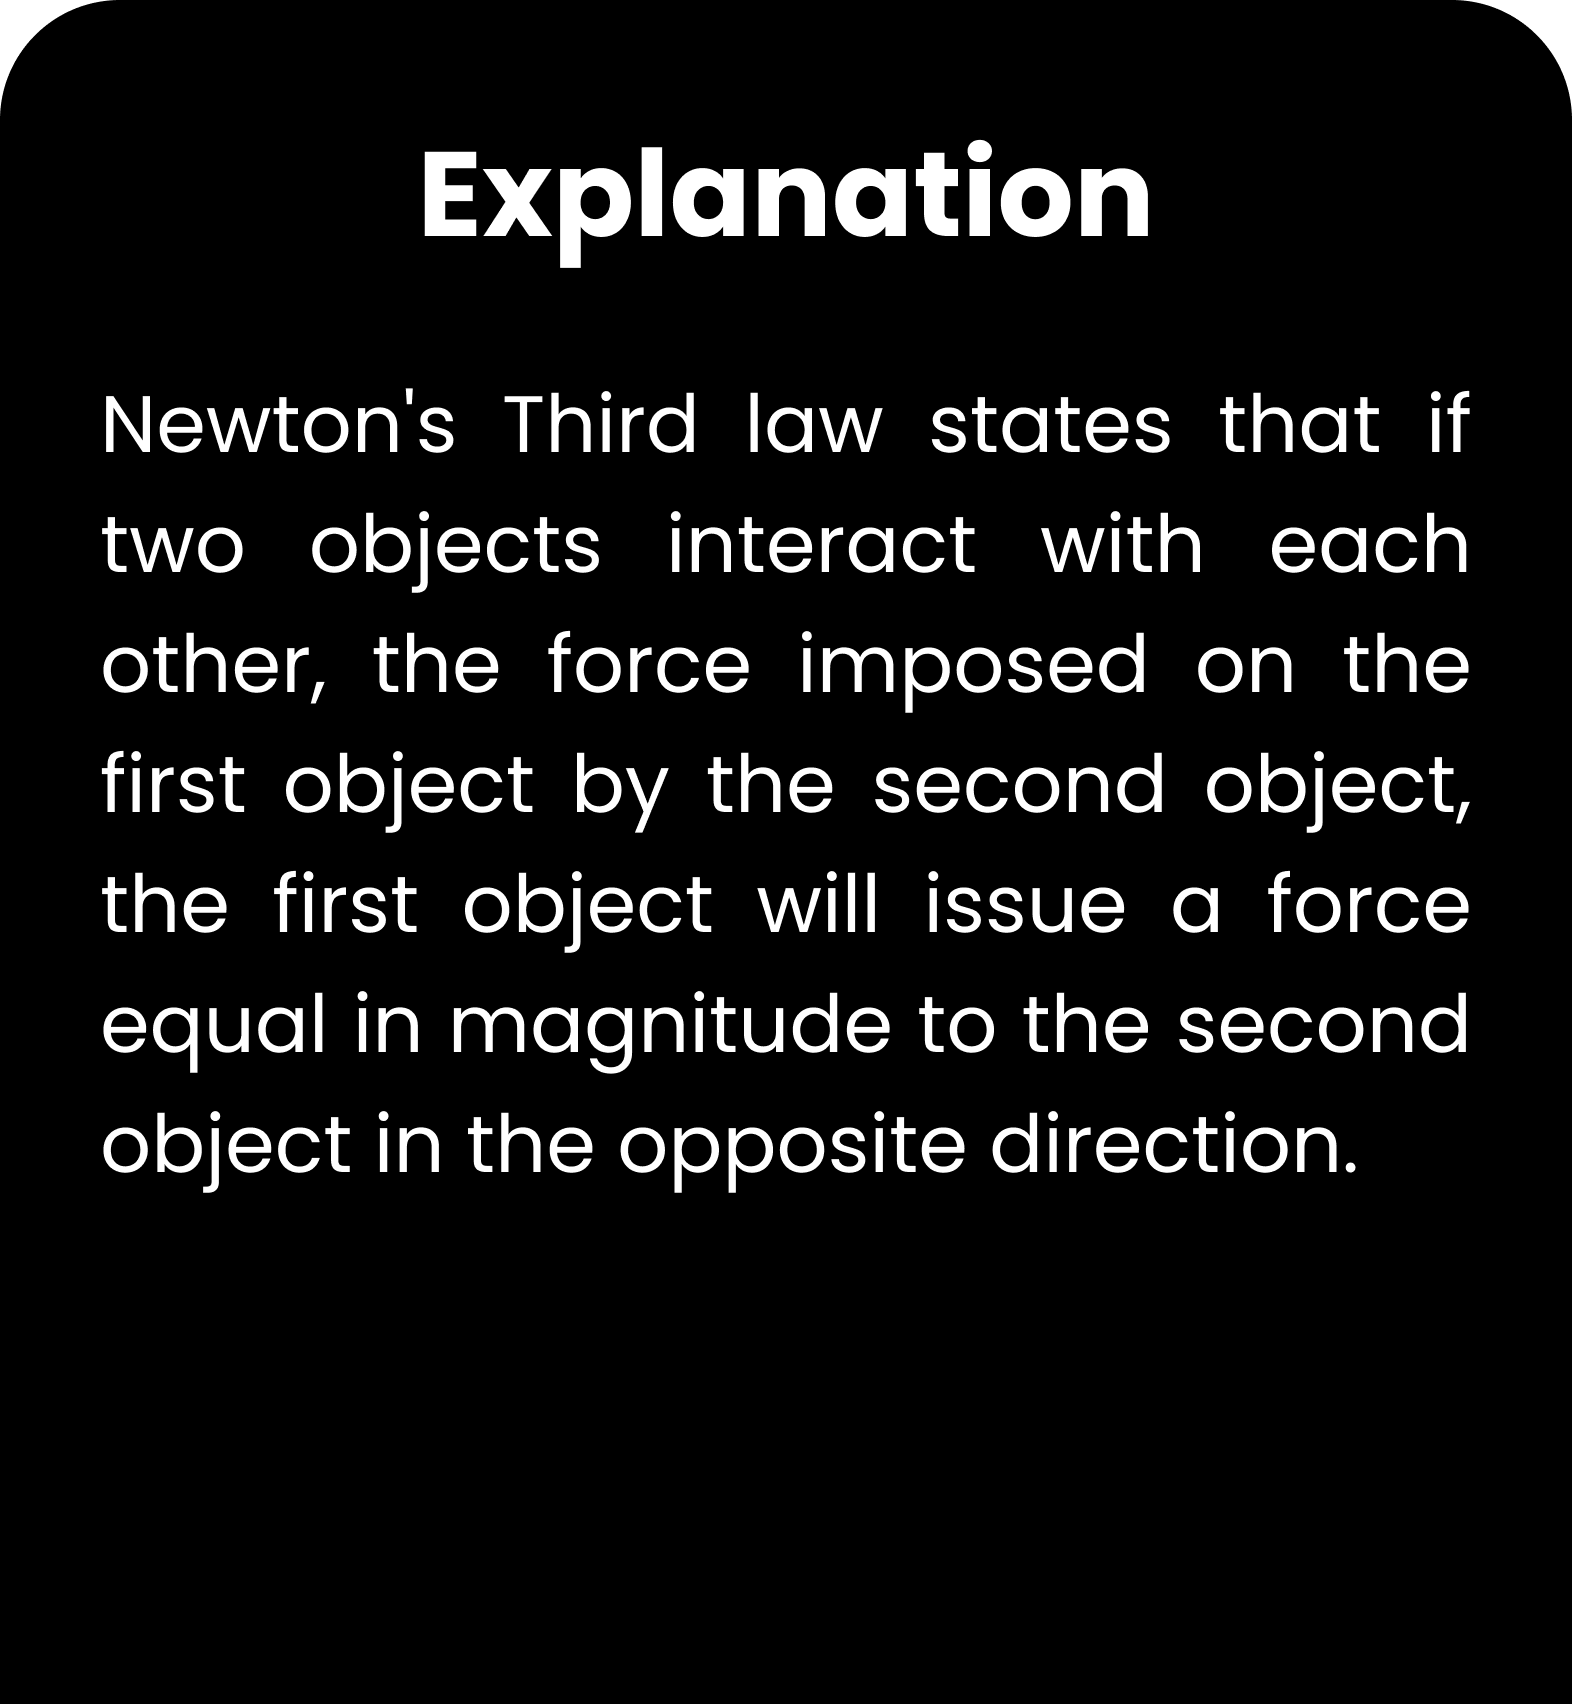 Explanation
Newton's Third law states that if
two objects interact with each
other, the force imposed on the
first object by the second object,
the first object will issue a force
equal in magnitude to the second
object in the opposite direction.